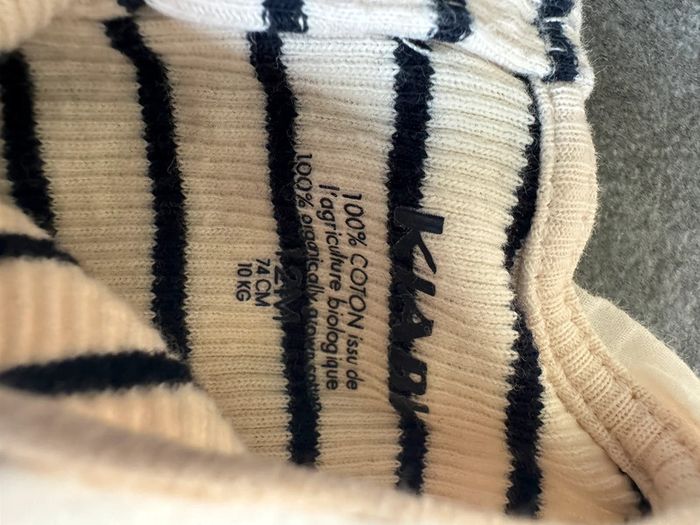 KIABI
100% COTON issu de
l'agriculture biologique
100% organically grown cotton
12M
74 CM
10 KG